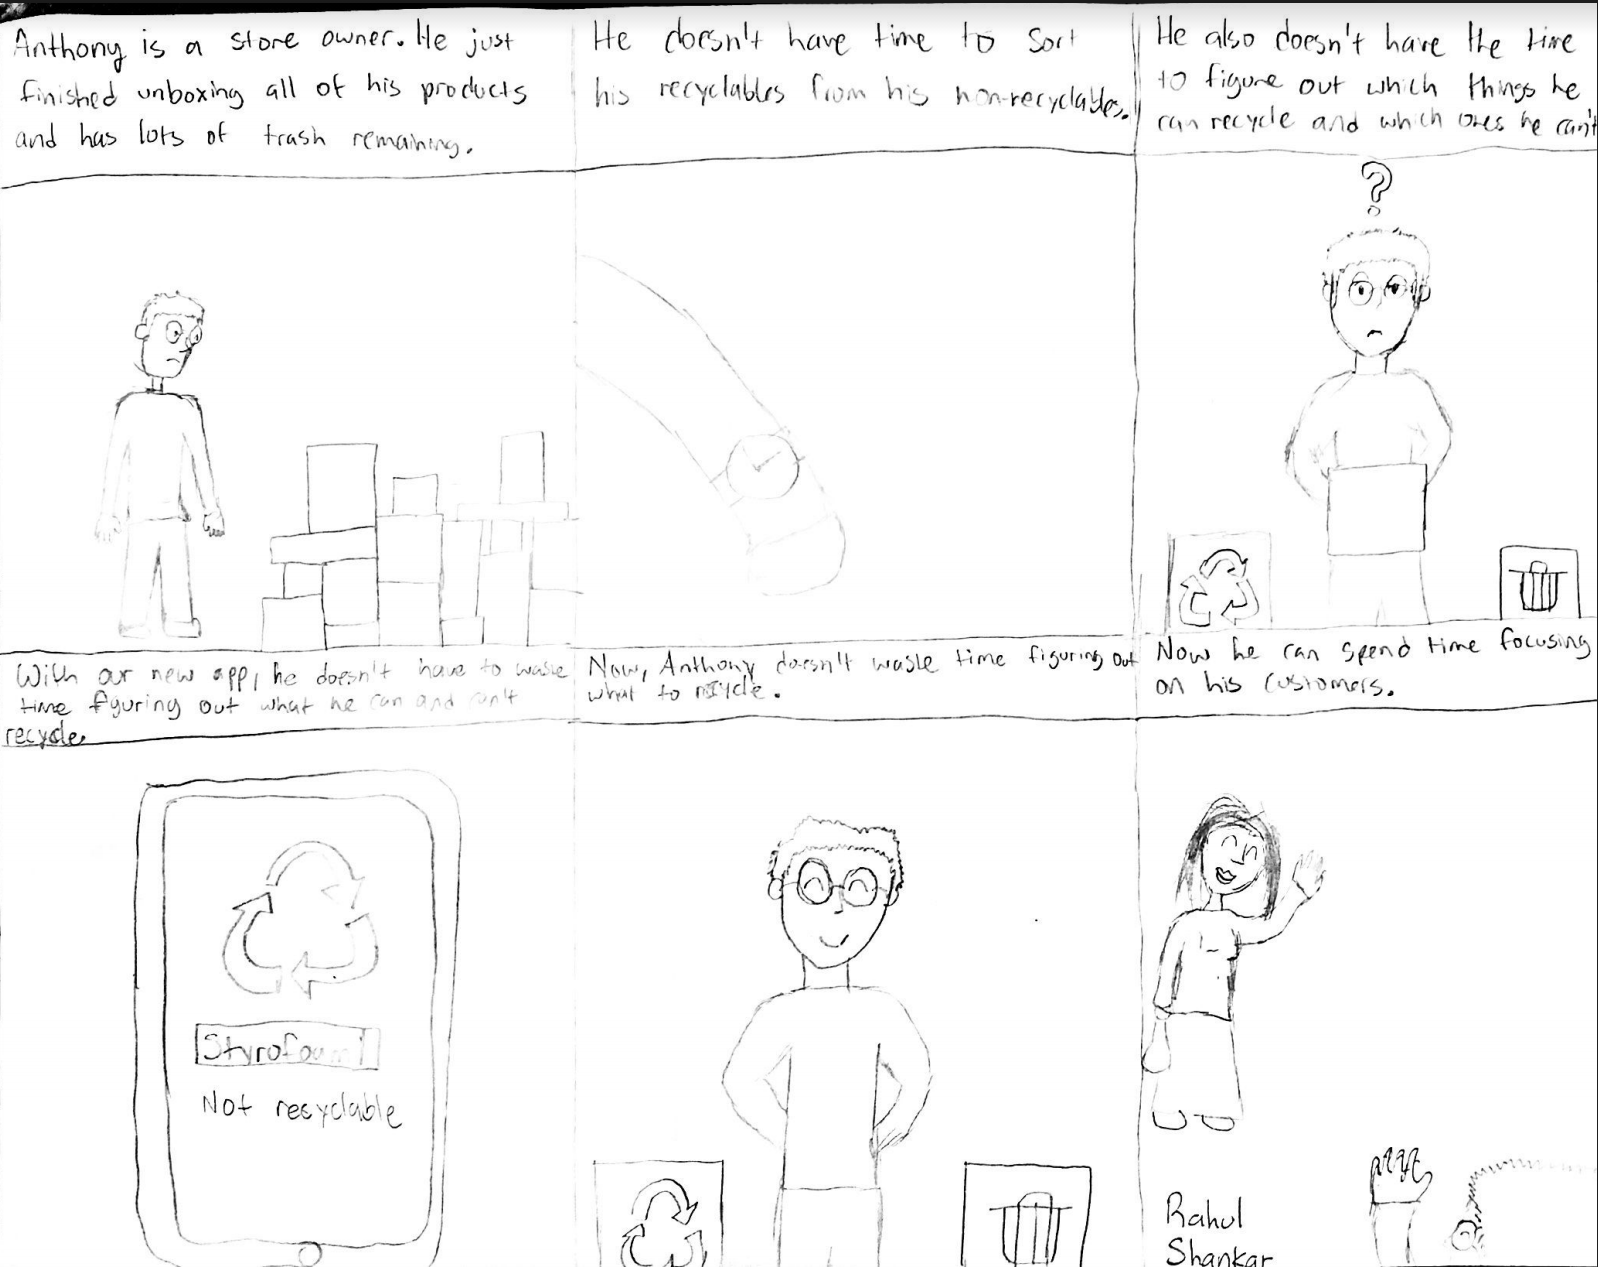 Anthony is a store owner. He just
finished unboxing all of his products
and has lots of trash remaining.
He doesn't have time to sort
his recyclables from his non-recyclables.
He also doesn't have the time
to figure out which things he
can recycle and which ones he can't
?
With our new app, he doesn't have to waste
time figuring out what he can and can't
recycle.
Styrofoam
Not recyclable
Now, Anthony doesn't waste time figuring out
what to recycle.
Now he can spend time focusing
on his customers.
Rahul
Shankar